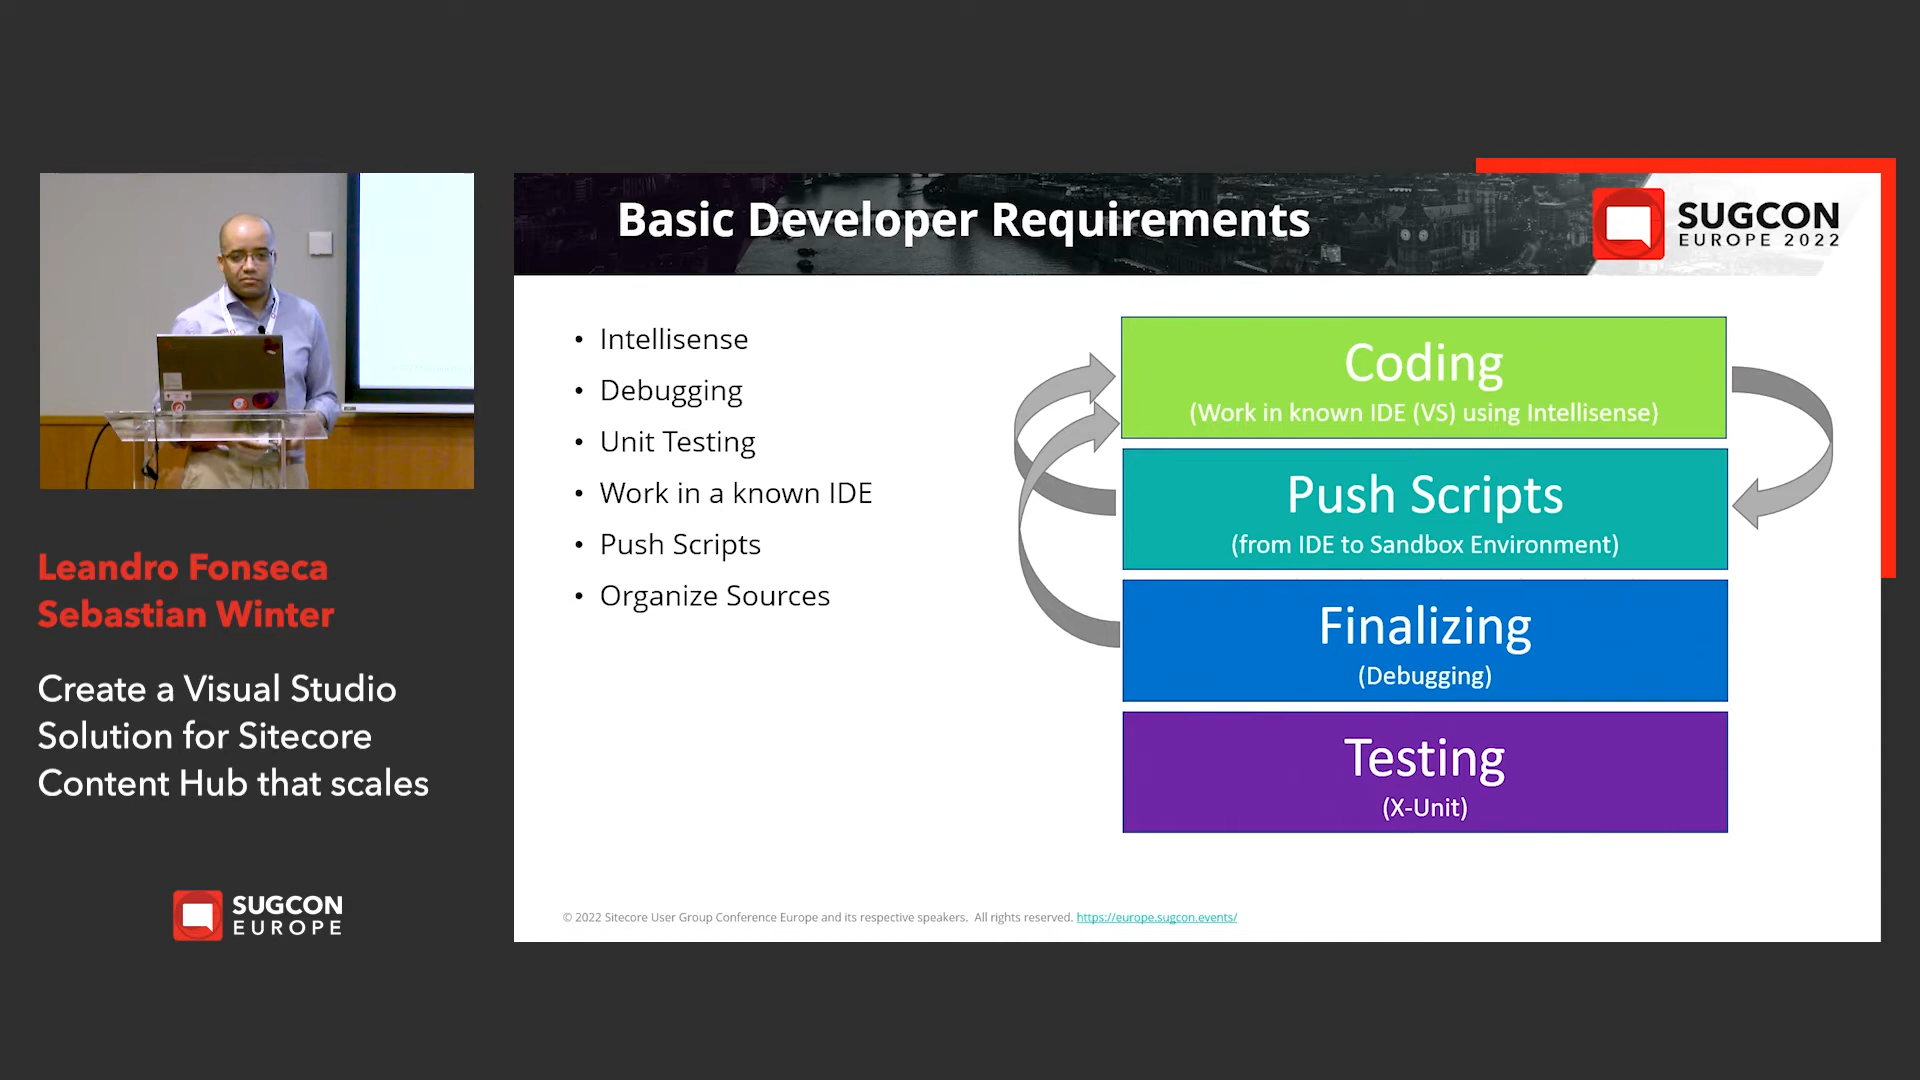 Basic Developer Requirements
SUGCON
EUROPE 2022
• Intellisense
• Debugging
• Unit Testing
• Work in a known IDE
• Push Scripts
• Organize Sources
Coding
(Work in known IDE (VS) using Intellisense)
Push Scripts
(from IDE to Sandbox Environment)
Finalizing
(Debugging)
Testing
(X-Unit)
© 2022 Sitecore User Group Conference Europe and its respective speakers. All rights reserved. https://europe.sugcon.events/
Leandro Fonseca
Sebastian Winter
Create a Visual Studio
Solution for Sitecore
Content Hub that scales
SUGCON
EUROPE